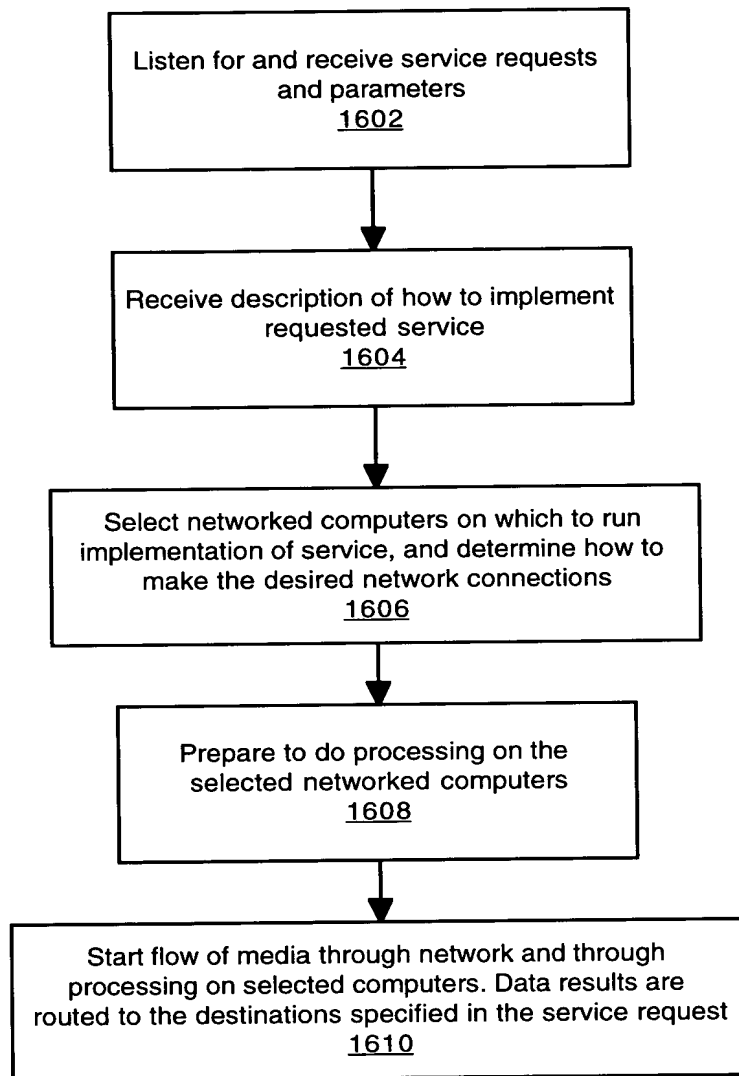 Listen for and receive service requests
and parameters
1602
Receive description of how to implement
requested service
1604
Select networked computers on which to run
implementation of service, and determine how to
make the desired network connections
1606
Prepare to do processing on the
selected networked computers
1608
Start flow of media through network and through
processing on selected computers. Data results are
routed to the destinations specified in the service request
1610